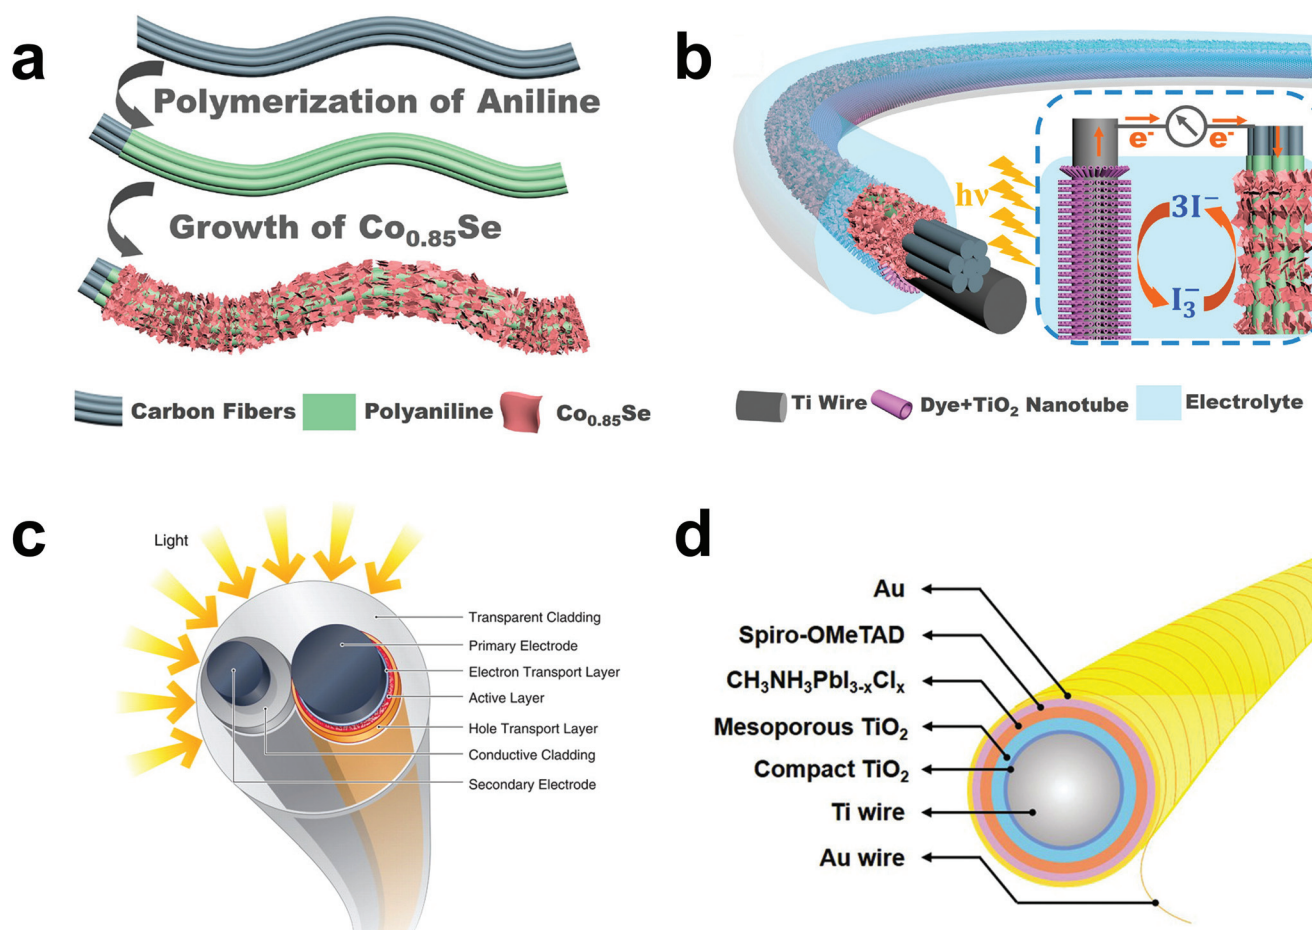 a
Polymerization of Aniline
Growth of Co₀.₈₅Se
Carbon Fibers Polyaniline Co₀.₈₅Se
b
e⁻ e⁻
hν
3I⁻
I₃⁻
Ti Wire Dye+TiO₂ Nanotube Electrolyte
c
Light
Transparent Cladding
Primary Electrode
Electron Transport Layer
Active Layer
Hole Transport Layer
Conductive Cladding
Secondary Electrode
d
Au
Spiro-OMeTAD
CH₃NH₃PbI₃₋ₓClₓ
Mesoporous TiO₂
Compact TiO₂
Ti wire
Au wire